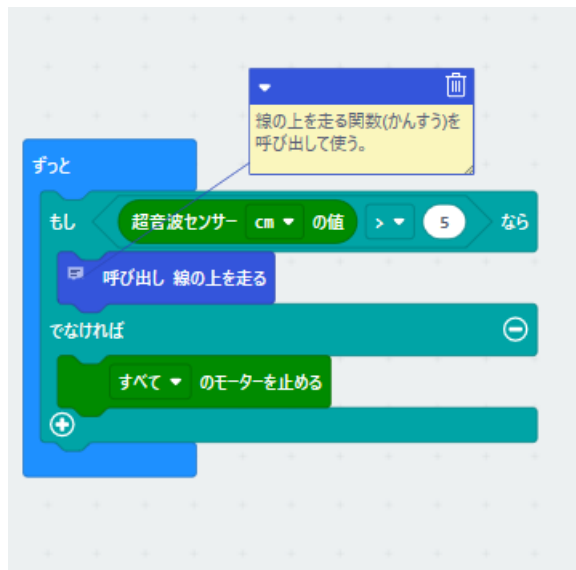 線の上を走る関数(かんすう)を
呼び出して使う。
ずっと
もし 超音波センサー cm の値 > 5 なら
呼び出し 線の上を走る
でなければ
すべて のモーターを止める